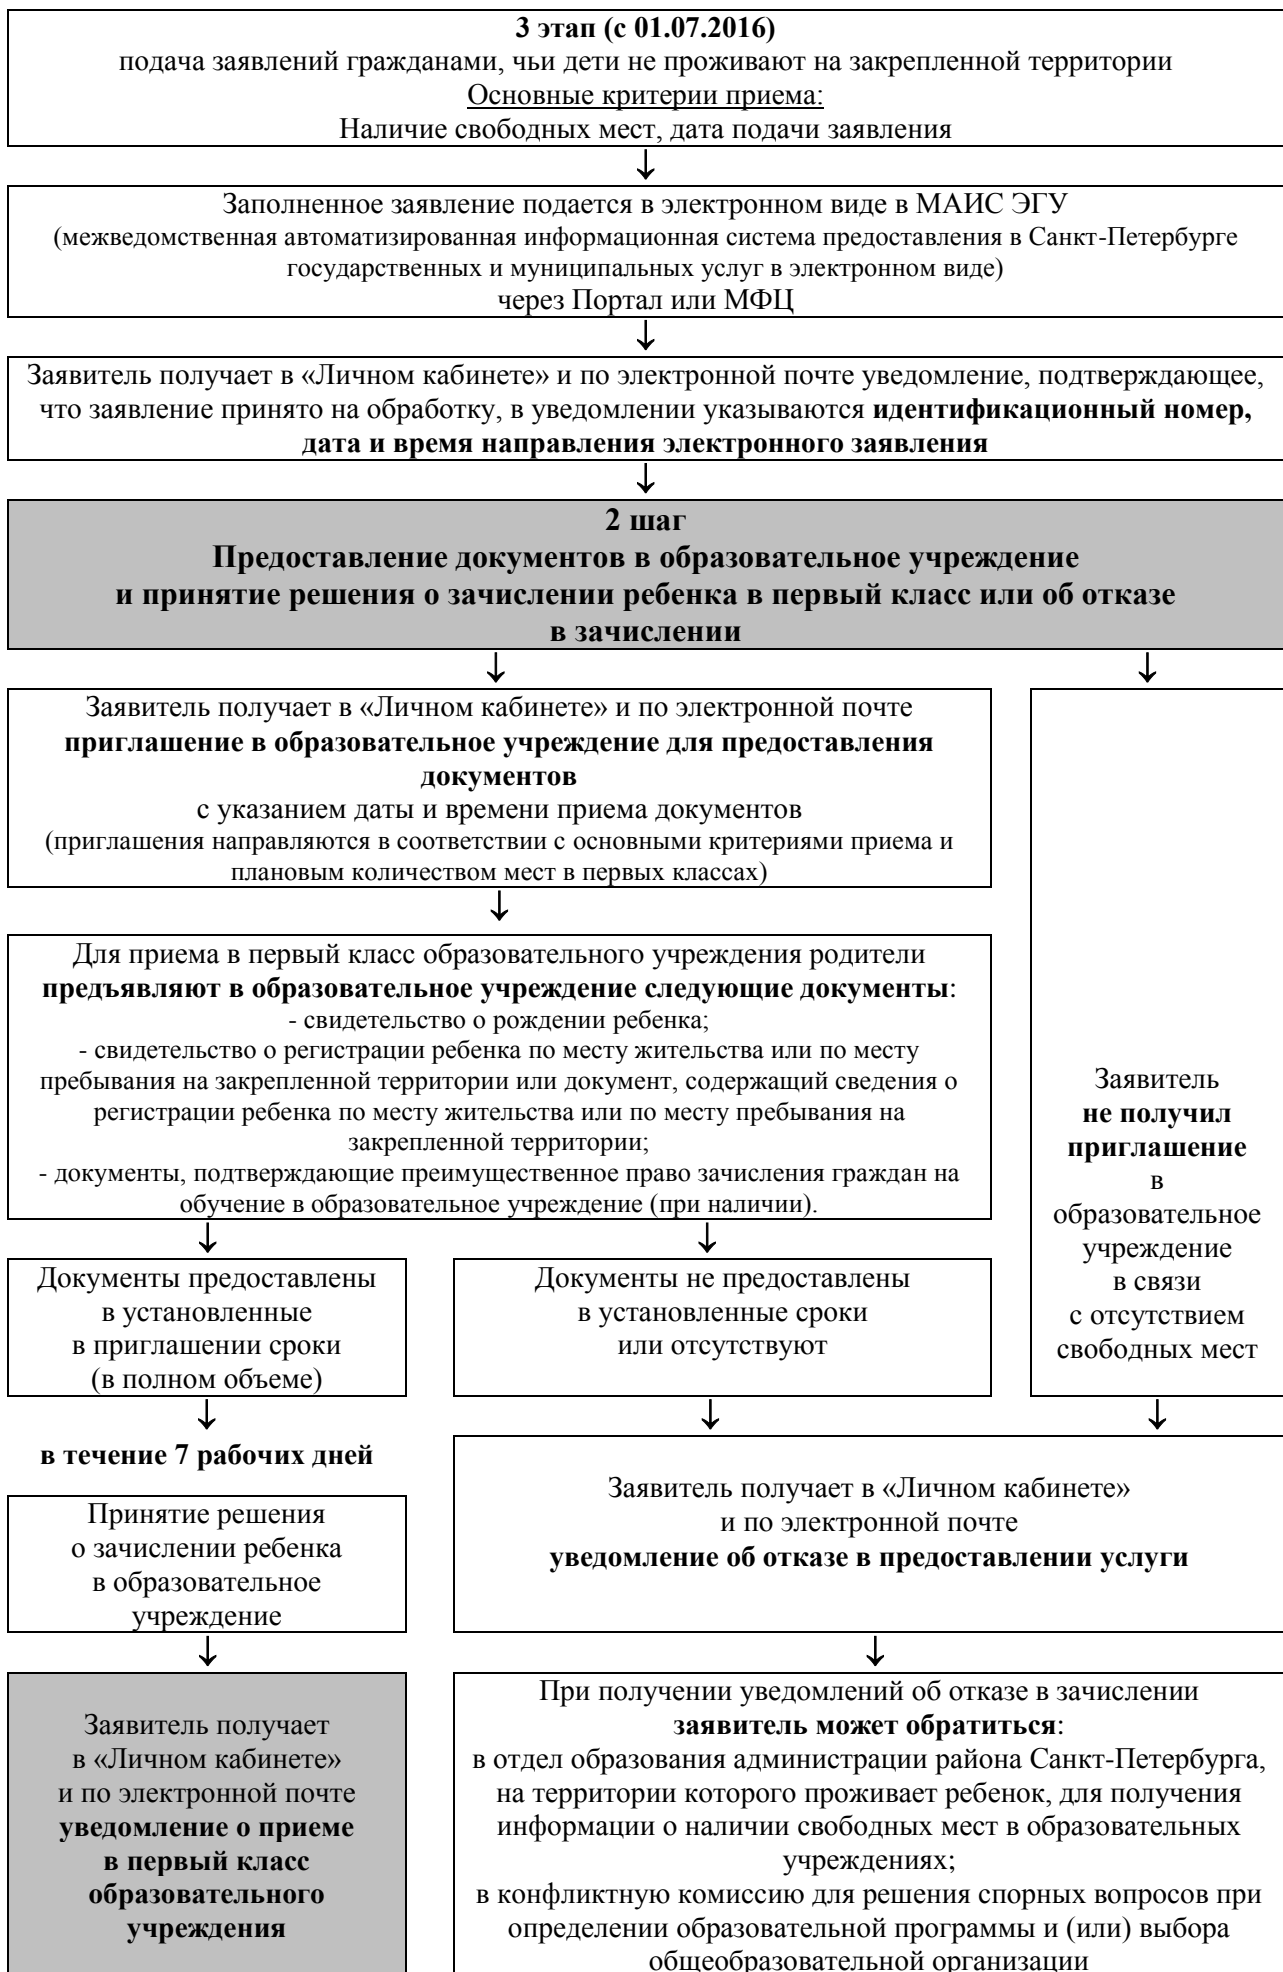 3 этап (с 01.07.2016)
подача заявлений гражданами, чьи дети не проживают на закрепленной территории
Основные критерии приема:
Наличие свободных мест, дата подачи заявления
Заполненное заявление подается в электронном виде в МАИС ЭГУ
(межведомственная автоматизированная информационная система предоставления в Санкт-Петербурге
государственных и муниципальных услуг в электронном виде)
через Портал или МФЦ
Заявитель получает в «Личном кабинете» и по электронной почте уведомление, подтверждающее,
что заявление принято на обработку, в уведомлении указываются идентификационный номер,
дата и время направления электронного заявления
2 шаг
Предоставление документов в образовательное учреждение
и принятие решения о зачислении ребенка в первый класс или об отказе
в зачислении
Заявитель получает в «Личном кабинете» и по электронной почте
приглашение в образовательное учреждение для предоставления
документов
с указанием даты и времени приема документов
(приглашения направляются в соответствии с основными критериями приема и
плановым количеством мест в первых классах)
Для приема в первый класс образовательного учреждения родители
предъявляют в образовательное учреждение следующие документы:
- свидетельство о рождении ребенка;
- свидетельство о регистрации ребенка по месту жительства или по месту
пребывания на закрепленной территории или документ, содержащий сведения о
регистрации ребенка по месту жительства или по месту пребывания на
закрепленной территории;
- документы, подтверждающие преимущественное право зачисления граждан на
обучение в образовательное учреждение (при наличии).
Заявитель
не получил
приглашение
в
образовательное
учреждение
в связи
с отсутствием
свободных мест
Документы предоставлены
в установленные
в приглашении сроки
(в полном объеме)
Документы не предоставлены
в установленные сроки
или отсутствуют
в течение 7 рабочих дней
Принятие решения
о зачислении ребенка
в образовательное
учреждение
Заявитель получает в «Личном кабинете»
и по электронной почте
уведомление об отказе в предоставлении услуги
Заявитель получает
в «Личном кабинете»
и по электронной почте
уведомление о приеме
в первый класс
образовательного
учреждения
При получении уведомлений об отказе в зачислении
заявитель может обратиться:
в отдел образования администрации района Санкт-Петербурга,
на территории которого проживает ребенок, для получения
информации о наличии свободных мест в образовательных
учреждениях;
в конфликтную комиссию для решения спорных вопросов при
определении образовательной программы и (или) выбора
общеобразовательной организации